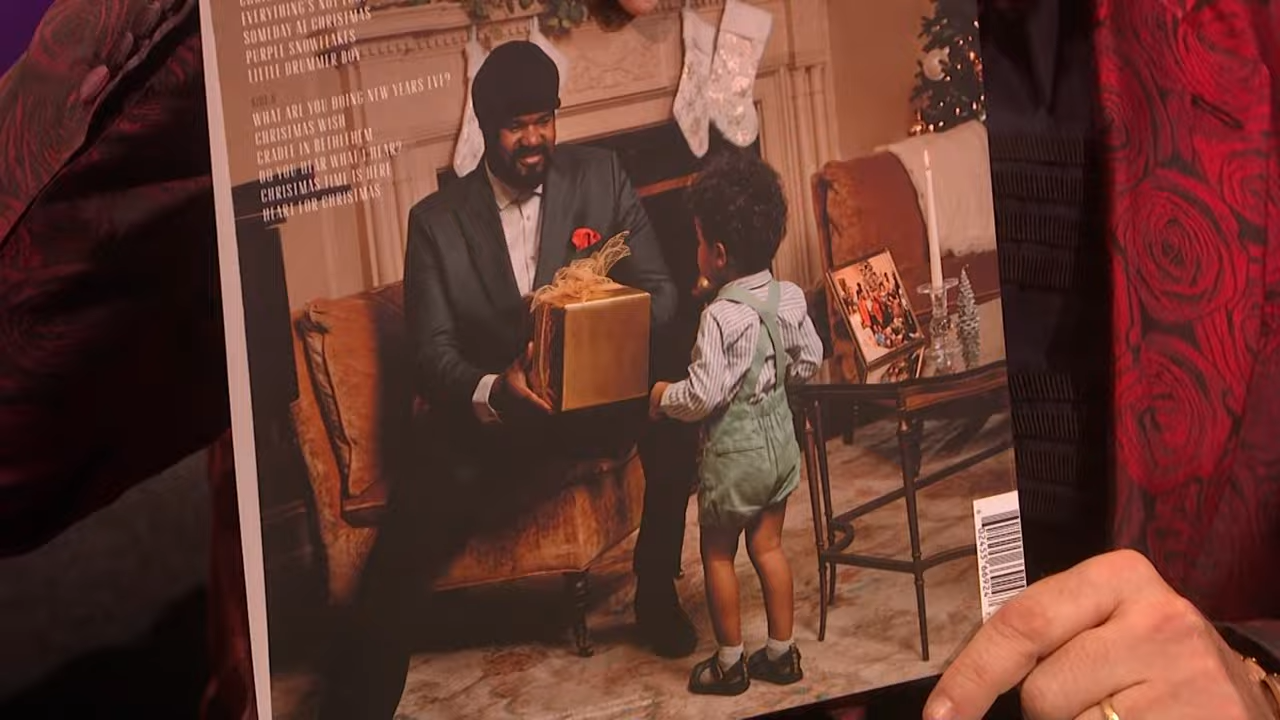 EVERYTHING'S NOT
SOMEDAY AT CHRISTMAS
PURPLE SNOWFLAKES
LITTLE DRUMMER BOY
WHAT ARE YOU DOING NEW YEARS EVE?
CHRISTMAS WISH
CRADLE IN BETHLEHEM
DO YOU HEAR WHAT I HEAR?
CHRISTMAS TIME IS HERE
HEART FOR CHRISTMAS